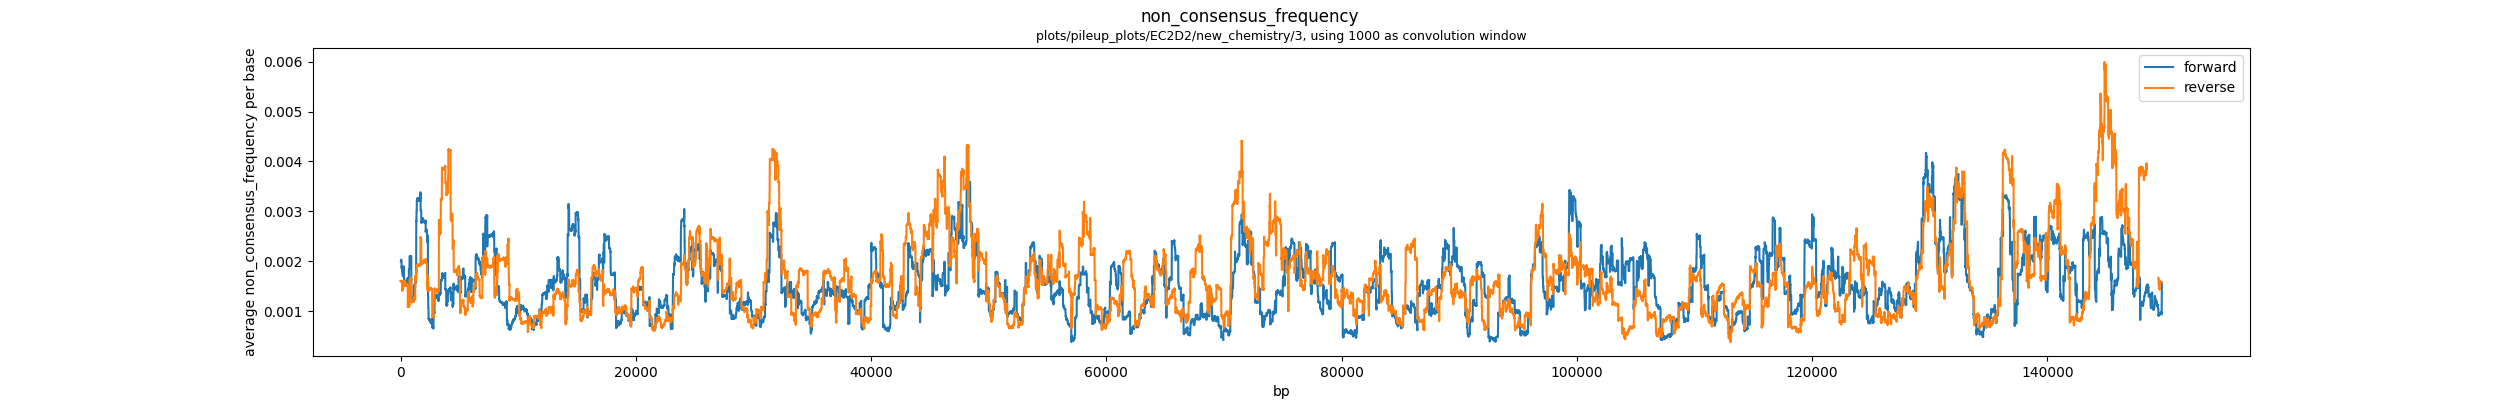 non_consensus_frequency
plots/pileup_plots/EC2D2/new_chemistry/3, using 1000 as convolution window
average non_consensus_frequency per base
0.006
0.005
0.004
0.003
0.002
0.001
forward
reverse
0 20000 40000 60000 80000 100000 120000 140000
bp